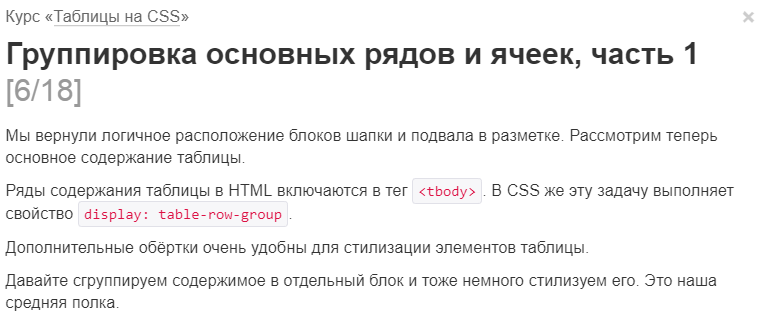 Курс «Таблицы на CSS»
Группировка основных рядов и ячеек, часть 1
[6/18]
Мы вернули логичное расположение блоков шапки и подвала в разметке. Рассмотрим теперь
основное содержание таблицы.
Ряды содержания таблицы в HTML включаются в тег <tbody>. В CSS же эту задачу выполняет
свойство display: table-row-group.
Дополнительные обёртки очень удобны для стилизации элементов таблицы.
Давайте сгруппируем содержимое в отдельный блок и тоже немного стилизуем его. Это наша
средняя полка.